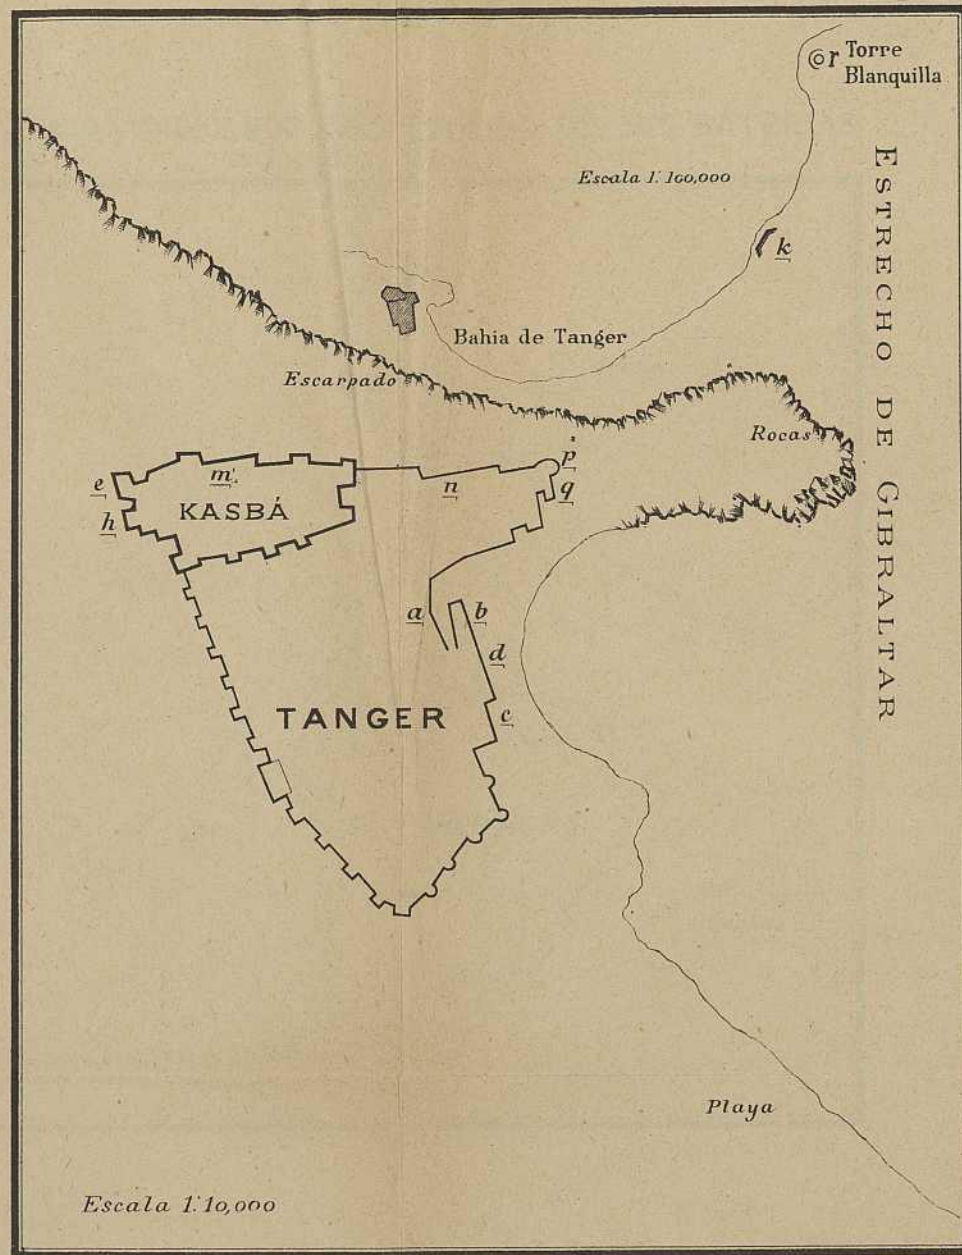 r Torre
Blanquilla
Escala 1:100,000
k
Bahia de Tanger
Escarpado
ESTRECHO DE GIBRALTAR
Rocas
p
e
m
n
q
KASBÁ
h
a
b
d
TANGER
c
Playa
Escala 1:10,000